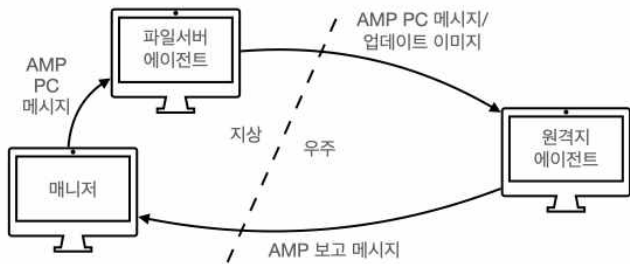 AMP PC 메시지/
업데이트 이미지
파일서버
에이전트
AMP
PC
메시지
지상
우주
원격지
에이전트
매니저
AMP 보고 메시지